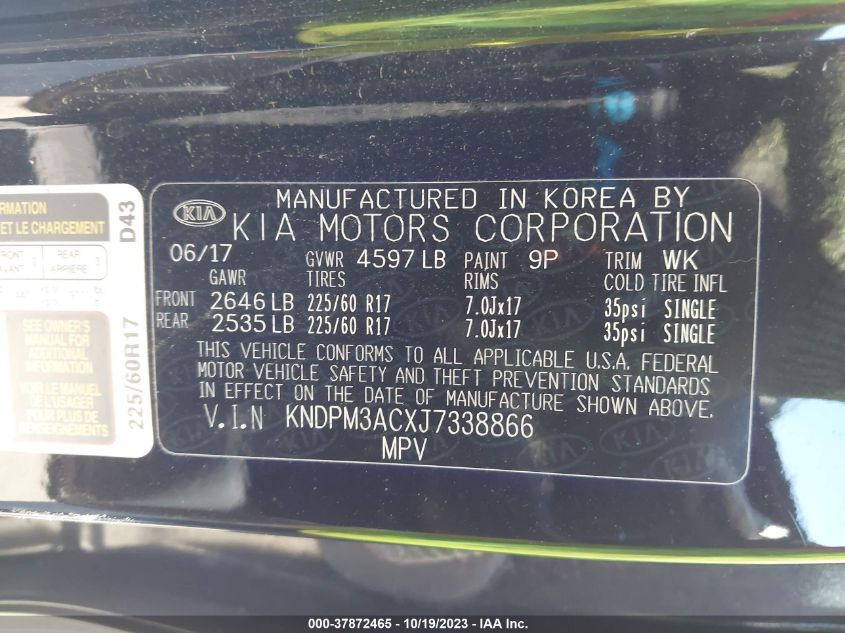 MANUFACTURED IN KOREA BY
KIA
KIA MOTORS CORPORATION
06/17 GVWR 4597 LB PAINT 9P TRIM WK
GAWR TIRES RIMS COLD TIRE INFL
FRONT 2646 LB 225/60 R17 7.0Jx17 35psi SINGLE
REAR 2535 LB 225/60 R17 7.0Jx17 35psi SINGLE
THIS VEHICLE CONFORMS TO ALL APPLICABLE U.S.A. FEDERAL
MOTOR VEHICLE SAFETY AND THEFT PREVENTION STANDARDS
IN EFFECT ON THE DATE OF MANUFACTURE SHOWN ABOVE.
V.I.N KNDPM3ACXJ7338866
MPV
ET LE CHARGEMENT
D43
FRONT REAR
AVANT ARRIÈRE
SEE OWNER'S
MANUAL FOR
ADDITIONAL
INFORMATION
VOIR LE MANUEL
DE L'USAGER
POUR PLUS DE
225/60R17
000-37872465 - 10/19/2023 - IAA Inc.